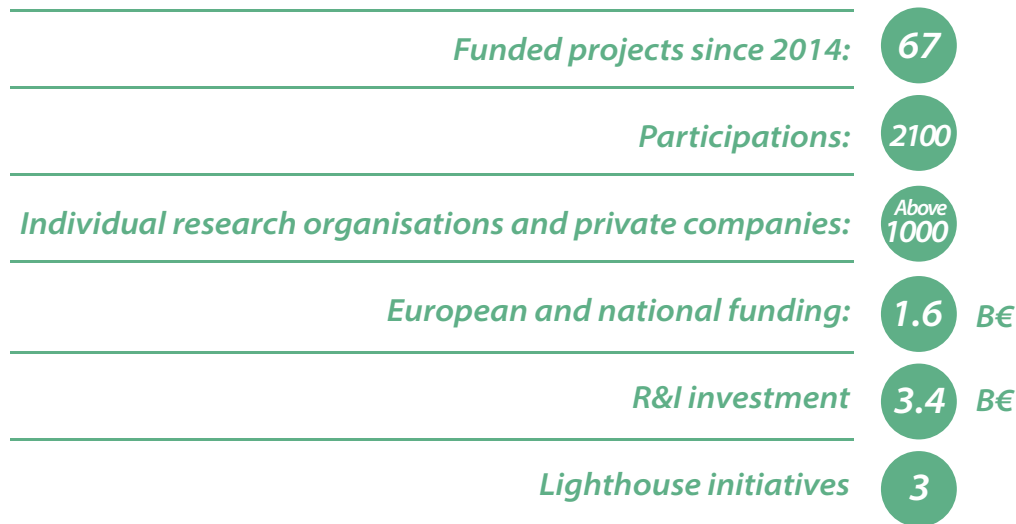 Funded projects since 2014: 67
Participations: 2100
Individual research organisations and private companies: Above 1000
European and national funding: 1.6 B€
R&I investment 3.4 B€
Lighthouse initiatives 3